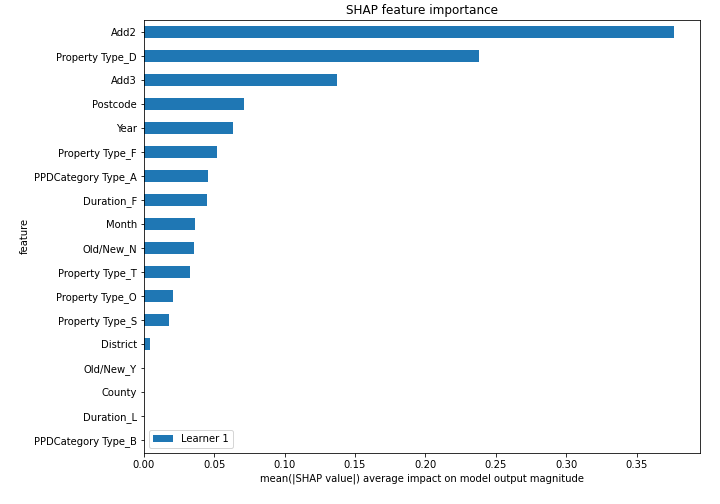 SHAP feature importance
Add2
Property Type_D
Add3
Postcode
Year
Property Type_F
PPDCategory Type_A
Duration_F
Month
Old/New_N
Property Type_T
Property Type_O
Property Type_S
District
Old/New_Y
County
Duration_L
PPDCategory Type_B
feature
Learner 1
0.00 0.05 0.10 0.15 0.20 0.25 0.30 0.35
mean(|SHAP value|) average impact on model output magnitude